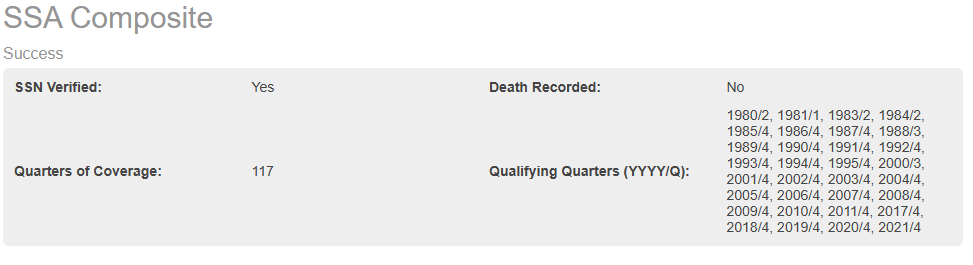 SSA Composite
Success
SSN Verified: Yes Death Recorded: No
Quarters of Coverage: 117 Qualifying Quarters (YYYY/Q):
1980/2, 1981/1, 1983/2, 1984/2,
1985/4, 1986/4, 1987/4, 1988/3,
1989/4, 1990/4, 1991/4, 1992/4,
1993/4, 1994/4, 1995/4, 2000/3,
2001/4, 2002/4, 2003/4, 2004/4,
2005/4, 2006/4, 2007/4, 2008/4,
2009/4, 2010/4, 2011/4, 2017/4,
2018/4, 2019/4, 2020/4, 2021/4